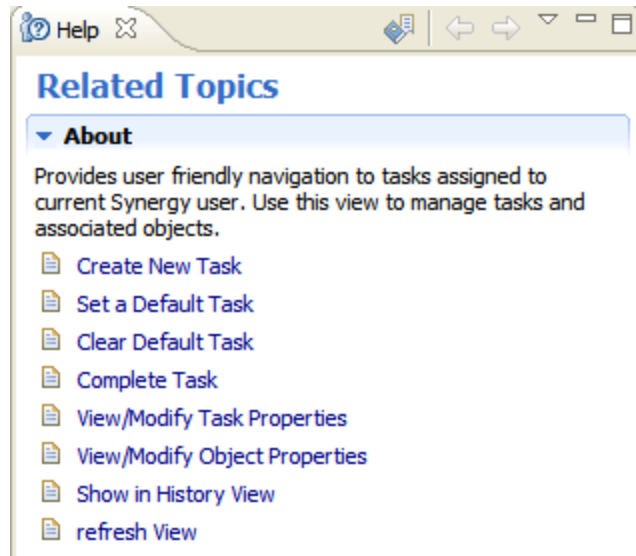 Help
Related Topics
About
Provides user friendly navigation to tasks assigned to
current Synergy user. Use this view to manage tasks and
associated objects.
Create New Task
Set a Default Task
Clear Default Task
Complete Task
View/Modify Task Properties
View/Modify Object Properties
Show in History View
refresh View